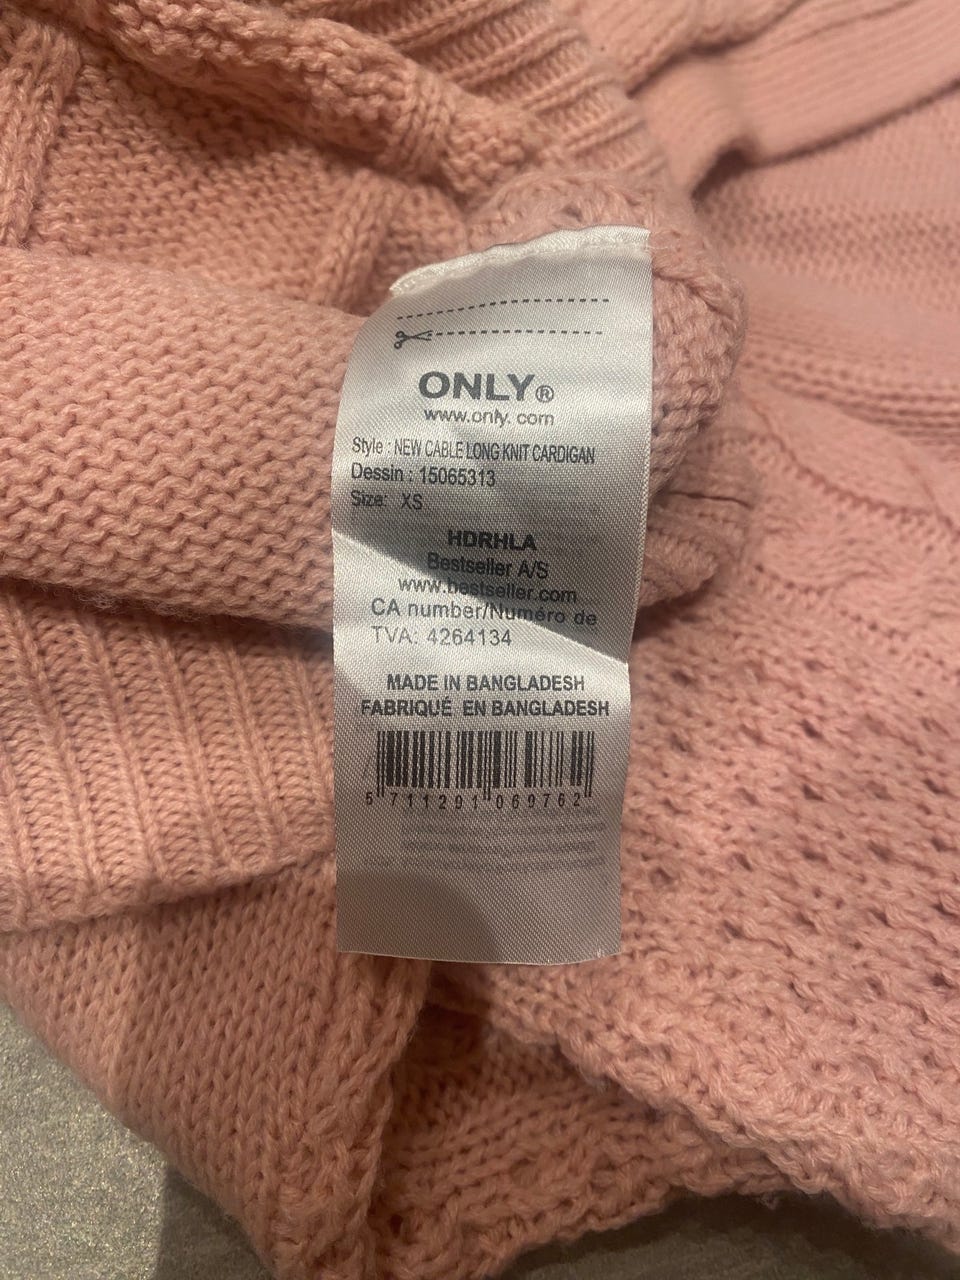 ONLY®
www.only.com
Style : NEW CABLE LONG KNIT CARDIGAN
Dessin : 15065313
Size: XS
HDRHLA
Bestseller A/S
www.bestseller.com
CA number/Numéro de
TVA: 4264134
MADE IN BANGLADESH
FABRIQUÉ EN BANGLADESH
5 711291 069762